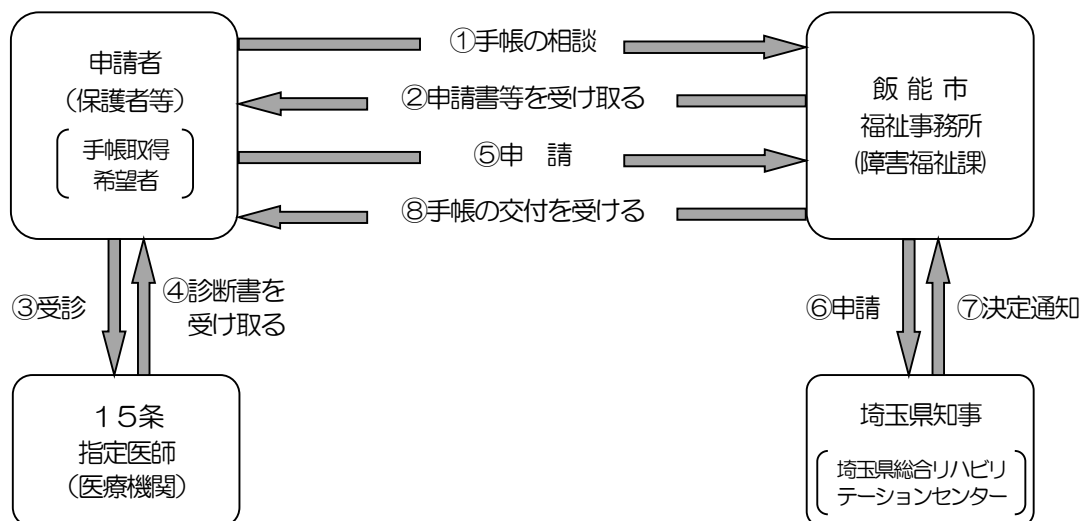 申請者
（保護者等）
手帳取得
希望者
①手帳の相談
②申請書等を受け取る
⑤申　請
⑧手帳の交付を受ける
飯 能 市
福祉事務所
(障害福祉課)
③受診
④診断書を
受け取る
⑥申請
⑦決定通知
１５条
指定医師
（医療機関）
埼玉県知事
埼玉県総合リハビリ
テーションセンター